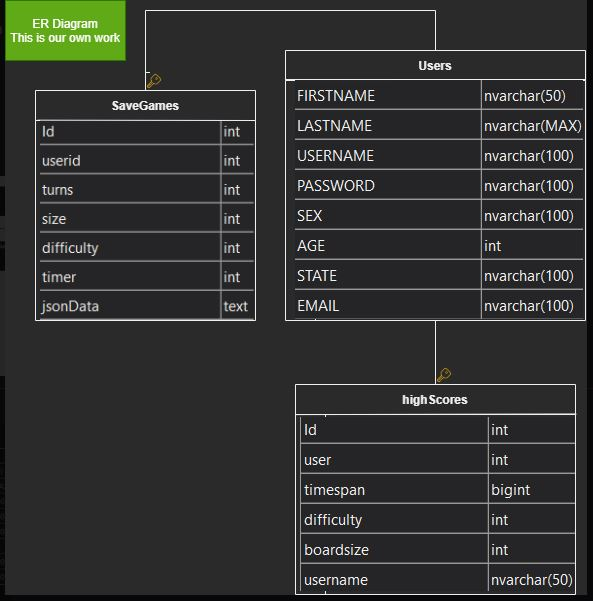 ER Diagram
This is our own work
Users
FIRSTNAME nvarchar(50)
LASTNAME nvarchar(MAX)
USERNAME nvarchar(100)
PASSWORD nvarchar(100)
SEX nvarchar(100)
AGE int
STATE nvarchar(100)
EMAIL nvarchar(100)
SaveGames
Id int
userid int
turns int
size int
difficulty int
timer int
jsonData text
highScores
Id int
user int
timespan bigint
difficulty int
boardsize int
username nvarchar(50)